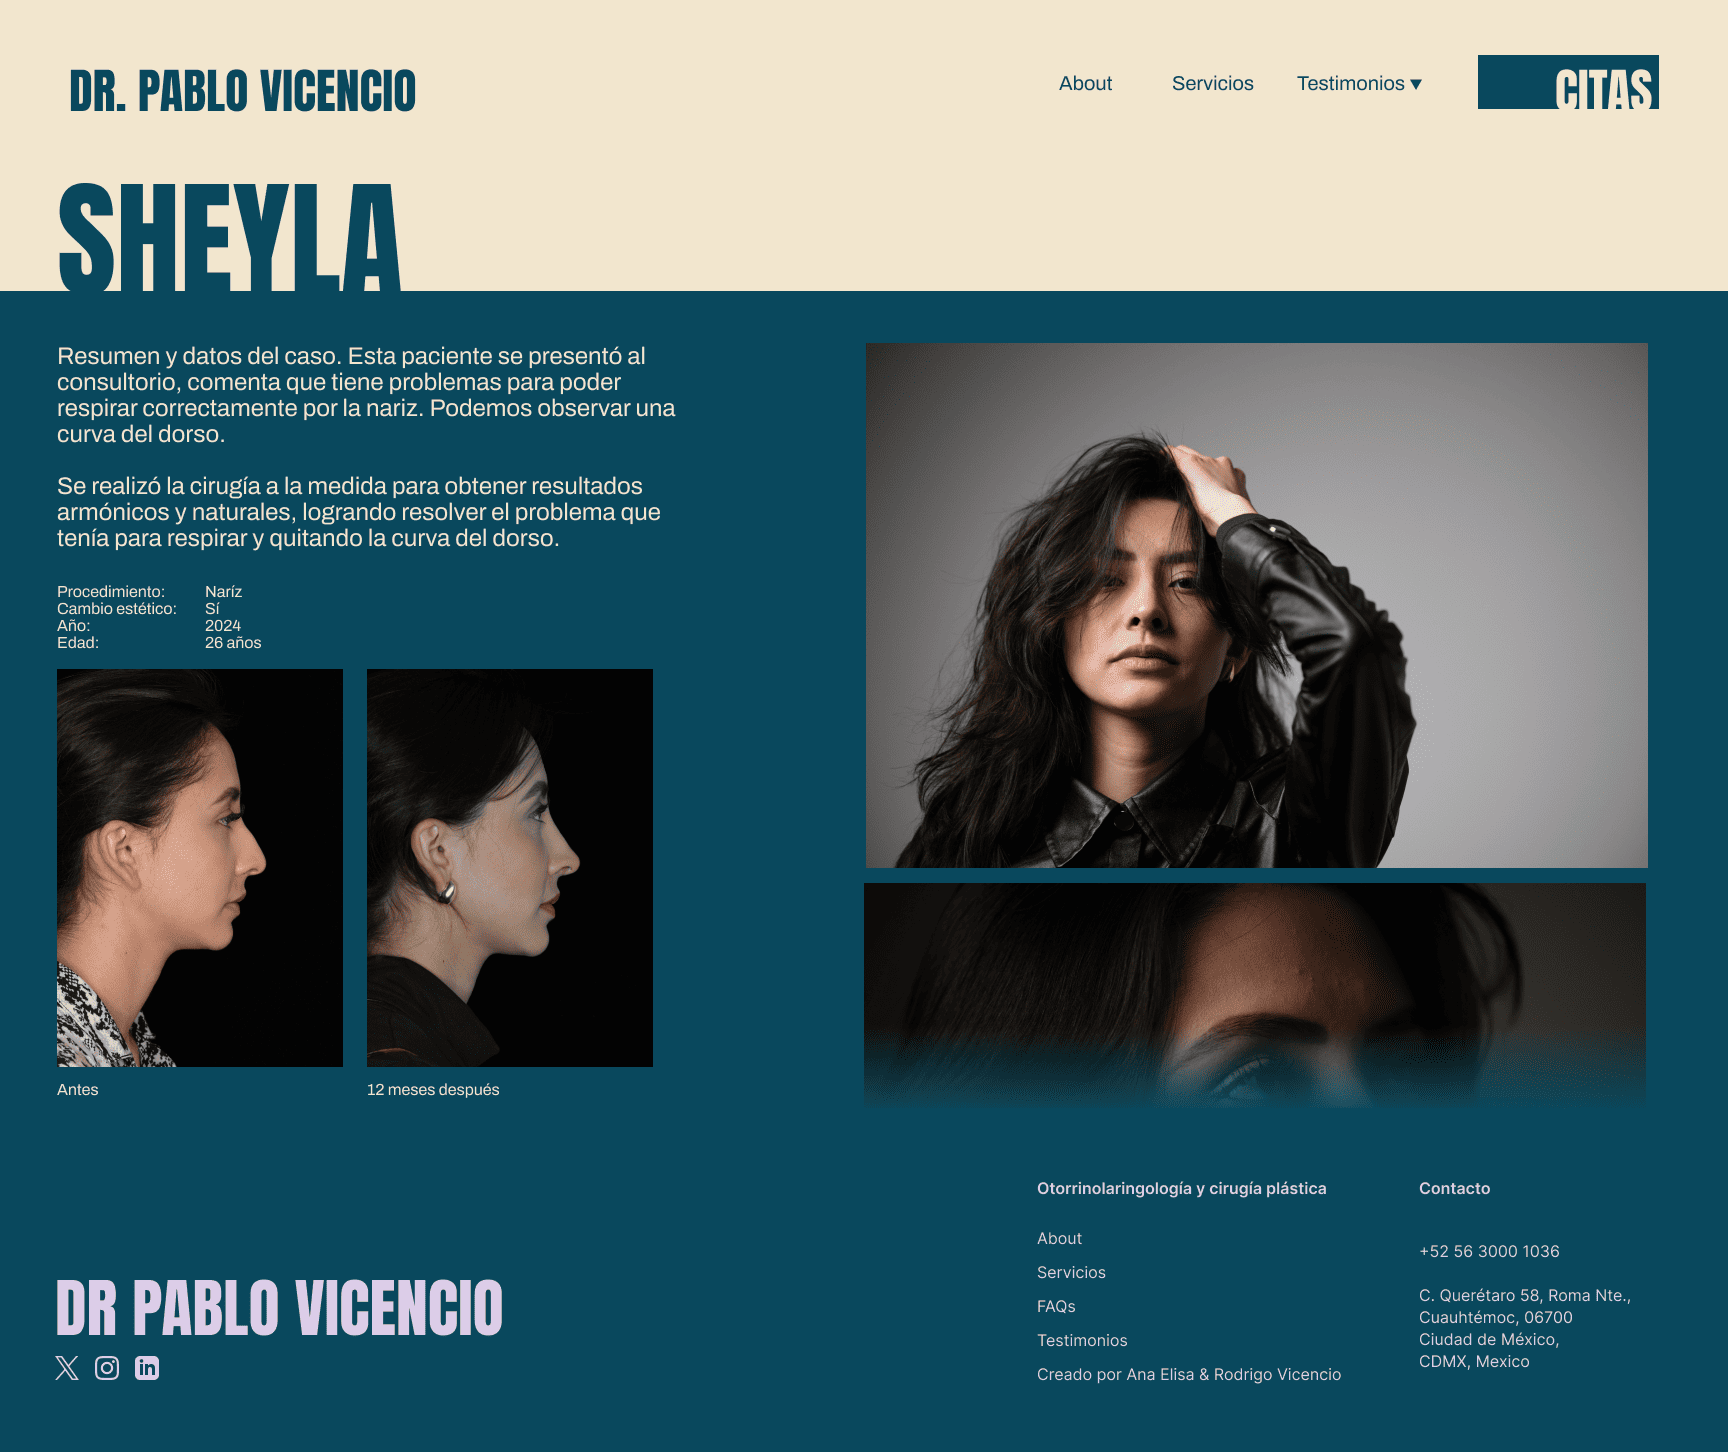 DR. PABLO VICENCIO
About
Servicios
Testimonios ▼
CITAS
SHEYLA
Resumen y datos del caso. Esta paciente se presentó al
consultorio, comenta que tiene problemas para poder
respirar correctamente por la nariz. Podemos observar una
curva del dorso.
Se realizó la cirugía a la medida para obtener resultados
armónicos y naturales, logrando resolver el problema que
tenía para respirar y quitando la curva del dorso.
Procedimiento: Naríz
Cambio estético: Sí
Año: 2024
Edad: 26 años
Antes
12 meses después
DR PABLO VICENCIO
Otorrinolaringología y cirugía plástica
About
Servicios
FAQs
Testimonios
Creado por Ana Elisa & Rodrigo Vicencio
Contacto
+52 56 3000 1036
C. Querétaro 58, Roma Nte.,
Cuauhtémoc, 06700
Ciudad de México,
CDMX, Mexico